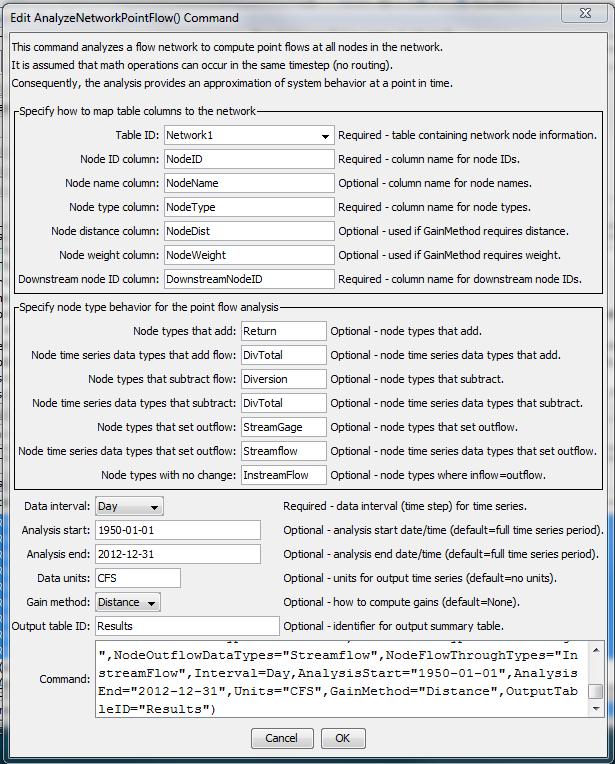 Edit AnalyzeNetworkPointFlow() Command
This command analyzes a flow network to compute point flows at all nodes in the network.
It is assumed that math operations can occur in the same timestep (no routing).
Consequently, the analysis provides an approximation of system behavior at a point in time.
Specify how to map table columns to the network
Table ID: Network1 Required - table containing network node information.
Node ID column: NodeID Required - column name for node IDs.
Node name column: NodeName Optional - column name for node names.
Node type column: NodeType Required - column name for node types.
Node distance column: NodeDist Optional - used if GainMethod requires distance.
Node weight column: NodeWeight Optional - used if GainMethod requires weight.
Downstream node ID column: DownstreamNodeID Required - column name for downstream node IDs.
Specify node type behavior for the point flow analysis
Node types that add: Return Optional - node types that add.
Node time series data types that add flow: DivTotal Optional - node time series data types that add.
Node types that subtract flow: Diversion Optional - node types that subtract.
Node time series data types that subtract: DivTotal Optional - node time series data types that subtract.
Node types that set outflow: StreamGage Optional - node types that set outflow.
Node time series data types that set outflow: Streamflow Optional - node time series data types that set outflow.
Node types with no change: InstreamFlow Optional - node types where inflow=outflow.
Data interval: Day Required - data interval (time step) for time series.
Analysis start: 1950-01-01 Optional - analysis start date/time (default=full time series period).
Analysis end: 2012-12-31 Optional - analysis end date/time (default=full time series period).
Data units: CFS Optional - units for output time series (default=no units).
Gain method: Distance Optional - how to compute gains (default=None).
Output table ID: Results Optional - identifier for output summary table.
Command:
",NodeOutflowDataTypes="Streamflow",NodeFlowThroughTypes="In
streamFlow",Interval=Day,AnalysisStart="1950-01-01",Analysis
End="2012-12-31",Units="CFS",GainMethod="Distance",OutputTab
leID="Results")
Cancel OK